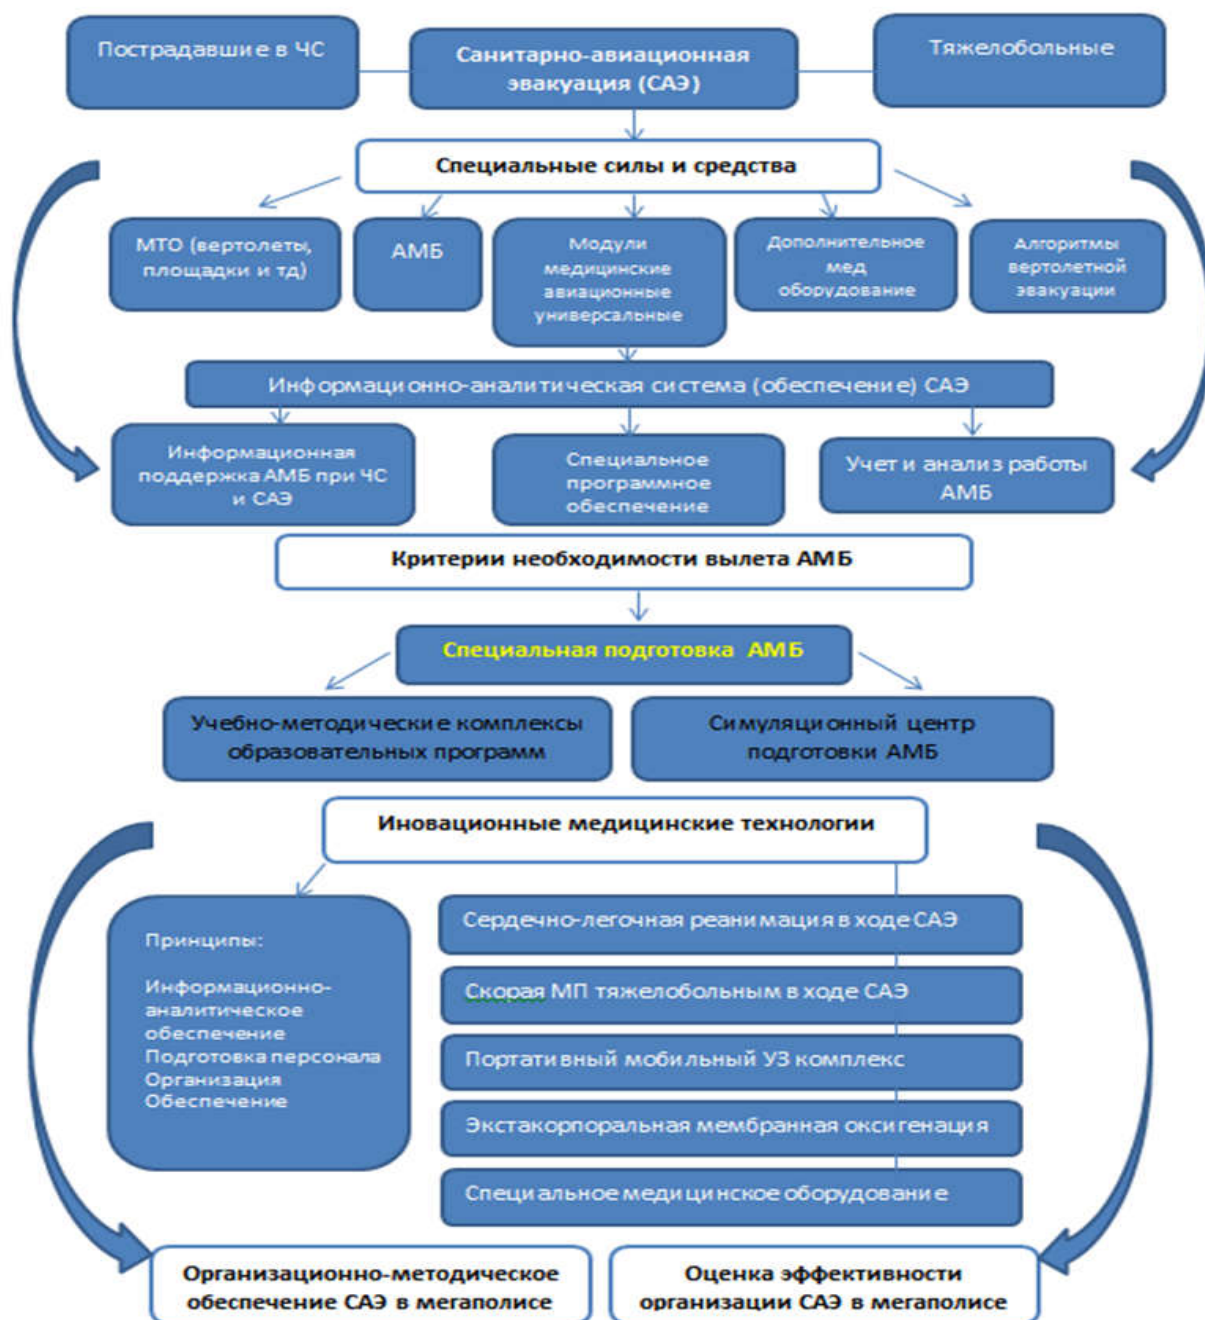 Пострадавшие в ЧС
Санитарно-авиационная
эвакуация (САЭ)
Тяжелобольные
Специальные силы и средства
МТО (вертолеты,
площадки и тд)
АМБ
Модули
медицинские
авиационные
универсальные
Дополнительное
мед
оборудование
Алгоритмы
вертолетной
эвакуации
Информационно-аналитическая система (обеспечение) САЭ
Информационная
поддержка АМБ при ЧС
и САЭ
Специальное
программное
обеспечение
Учет и анализ работы
АМБ
Критерии необходимости вылета АМБ
Специальная подготовка АМБ
Учебно-методические комплексы
образовательных программ
Симуляционный центр
подготовки АМБ
Иновационные медицинские технологии
Принципы:
Информационно-
аналитическое
обеспечение
Подготовка персонала
Организация
Обеспечение
Сердечно-легочная реанимация в ходе САЭ
Скорая МП тяжелобольным в ходе САЭ
Портативный мобильный УЗ комплекс
Экстакорпоральная мембранная оксигенация
Специальное медицинское оборудование
Организационно-методическое
обеспечение САЭ в мегаполисе
Оценка эффективности
организации САЭ в мегаполисе